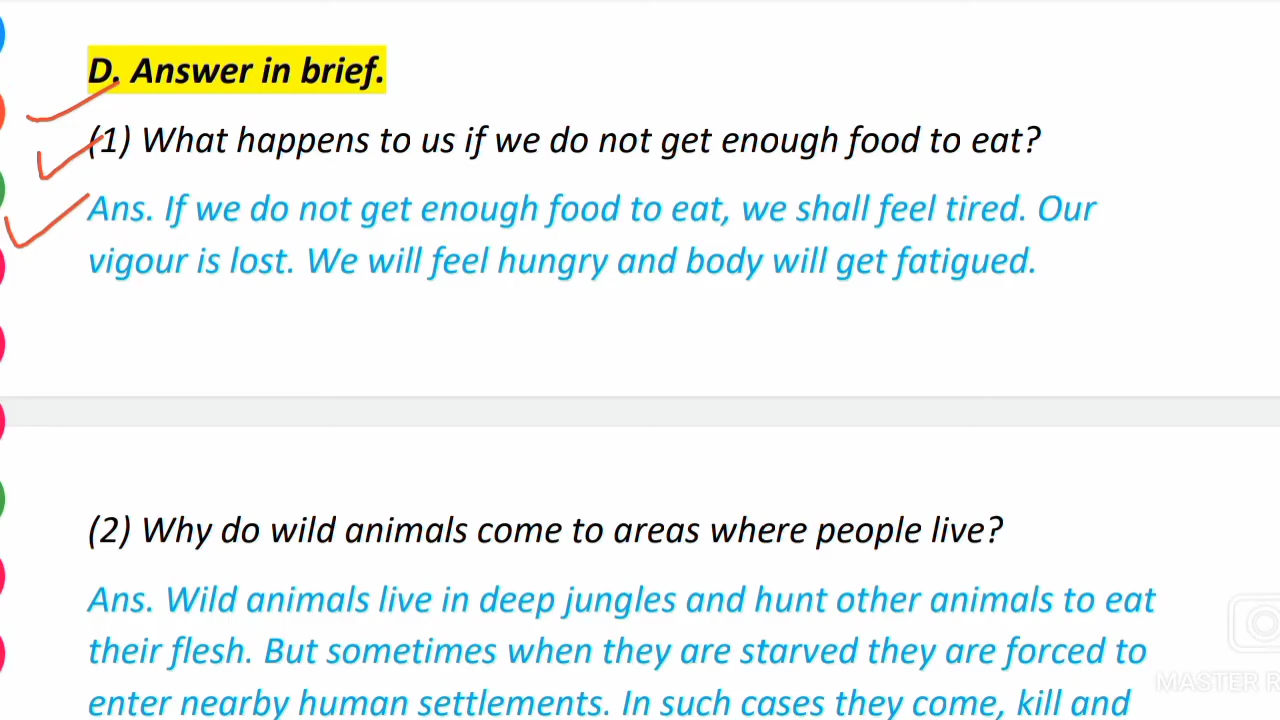 D. Answer in brief.
(1) What happens to us if we do not get enough food to eat?
Ans. If we do not get enough food to eat, we shall feel tired. Our
vigour is lost. We will feel hungry and body will get fatigued.
(2) Why do wild animals come to areas where people live?
Ans. Wild animals live in deep jungles and hunt other animals to eat
their flesh. But sometimes when they are starved they are forced to
enter nearby human settlements. In such cases they come, kill and
MASTER